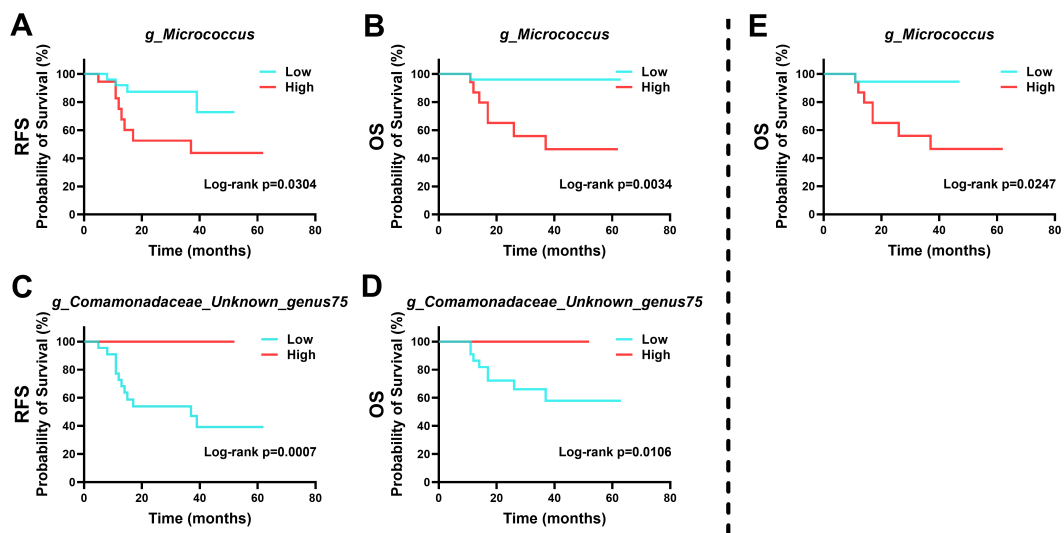 A
g_Micrococcus
RFS
Probability of Survival (%)
100
80
60
40
20
0
Low
High
Log-rank p=0.0304
0 20 40 60 80
Time (months)
B
g_Micrococcus
OS
Probability of Survival (%)
100
80
60
40
20
0
Low
High
Log-rank p=0.0034
0 20 40 60 80
Time (months)
E
g_Micrococcus
OS
Probability of Survival (%)
100
80
60
40
20
0
Low
High
Log-rank p=0.0247
0 20 40 60 80
Time (months)
C
g_Comamonadaceae_Unknown_genus75
RFS
Probability of Survival (%)
100
80
60
40
20
0
Low
High
Log-rank p=0.0007
0 20 40 60 80
Time (months)
D
g_Comamonadaceae_Unknown_genus75
OS
Probability of Survival (%)
100
80
60
40
20
0
Low
High
Log-rank p=0.0106
0 20 40 60 80
Time (months)